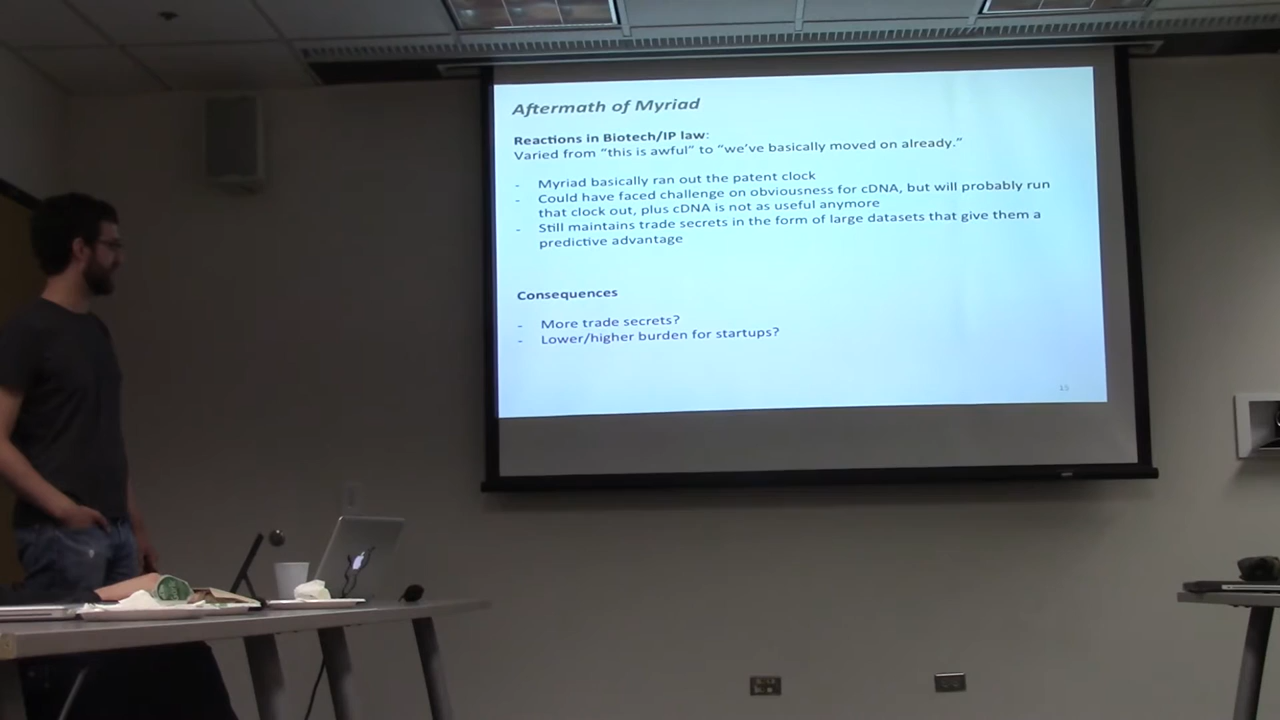 Aftermath of Myriad
Reactions in Biotech/IP law:
Varied from “this is awful” to “we’ve basically moved on already.”
- Myriad basically ran out the patent clock
- Could have faced challenge on obviousness for cDNA, but will probably run
that clock out, plus cDNA is not as useful anymore
- Still maintains trade secrets in the form of large datasets that give them a
predictive advantage
Consequences
- More trade secrets?
- Lower/higher burden for startups?
15